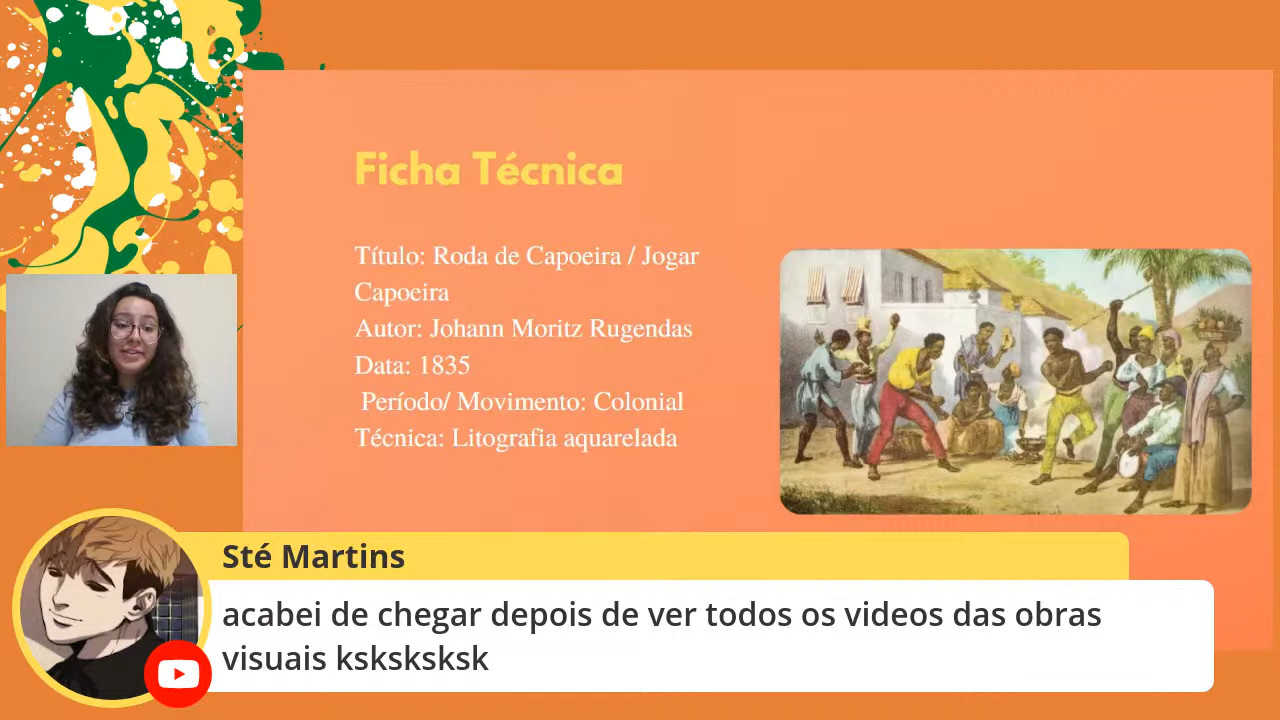 Ficha Técnica
Título: Roda de Capoeira / Jogar
Capoeira
Autor: Johann Moritz Rugendas
Data: 1835
Período/ Movimento: Colonial
Técnica: Litografia aquarelada
Sté Martins
acabei de chegar depois de ver todos os videos das obras
visuais ksksksksk